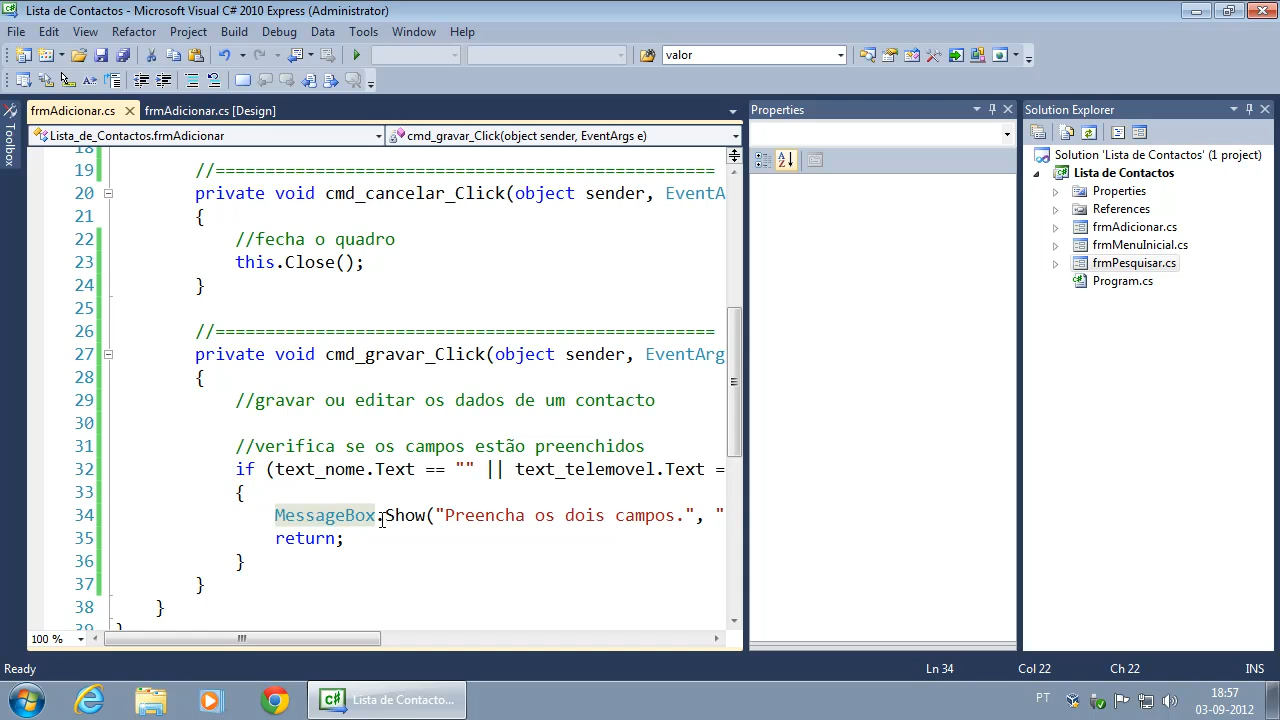 Lista de Contactos - Microsoft Visual C# 2010 Express (Administrator)
File Edit View Refactor Project Build Debug Data Tools Window Help
valor
frmAdicionar.cs frmAdicionar.cs [Design]
Lista_de_Contactos.frmAdicionar cmd_gravar_Click(object sender, EventArgs e)
Toolbox
18
19 //==================================================
20 private void cmd_cancelar_Click(object sender, EventA
21 {
22 //fecha o quadro
23 this.Close();
24 }
25
26 //==================================================
27 private void cmd_gravar_Click(object sender, EventArg
28 {
29 //gravar ou editar os dados de um contacto
30
31 //verifica se os campos estão preenchidos
32 if (text_nome.Text == "" || text_telemovel.Text =
33 {
34 MessageBox.Show("Preencha os dois campos.", "
35 return;
36 }
37 }
38 }
39 }
100 %
Properties
Solution Explorer
Solution 'Lista de Contactos' (1 project)
Lista de Contactos
Properties
References
frmAdicionar.cs
frmMenuInicial.cs
frmPesquisar.cs
Program.cs
Ready Ln 34 Col 22 Ch 22 INS
Lista de Contacto...
PT
18:57
03-09-2012